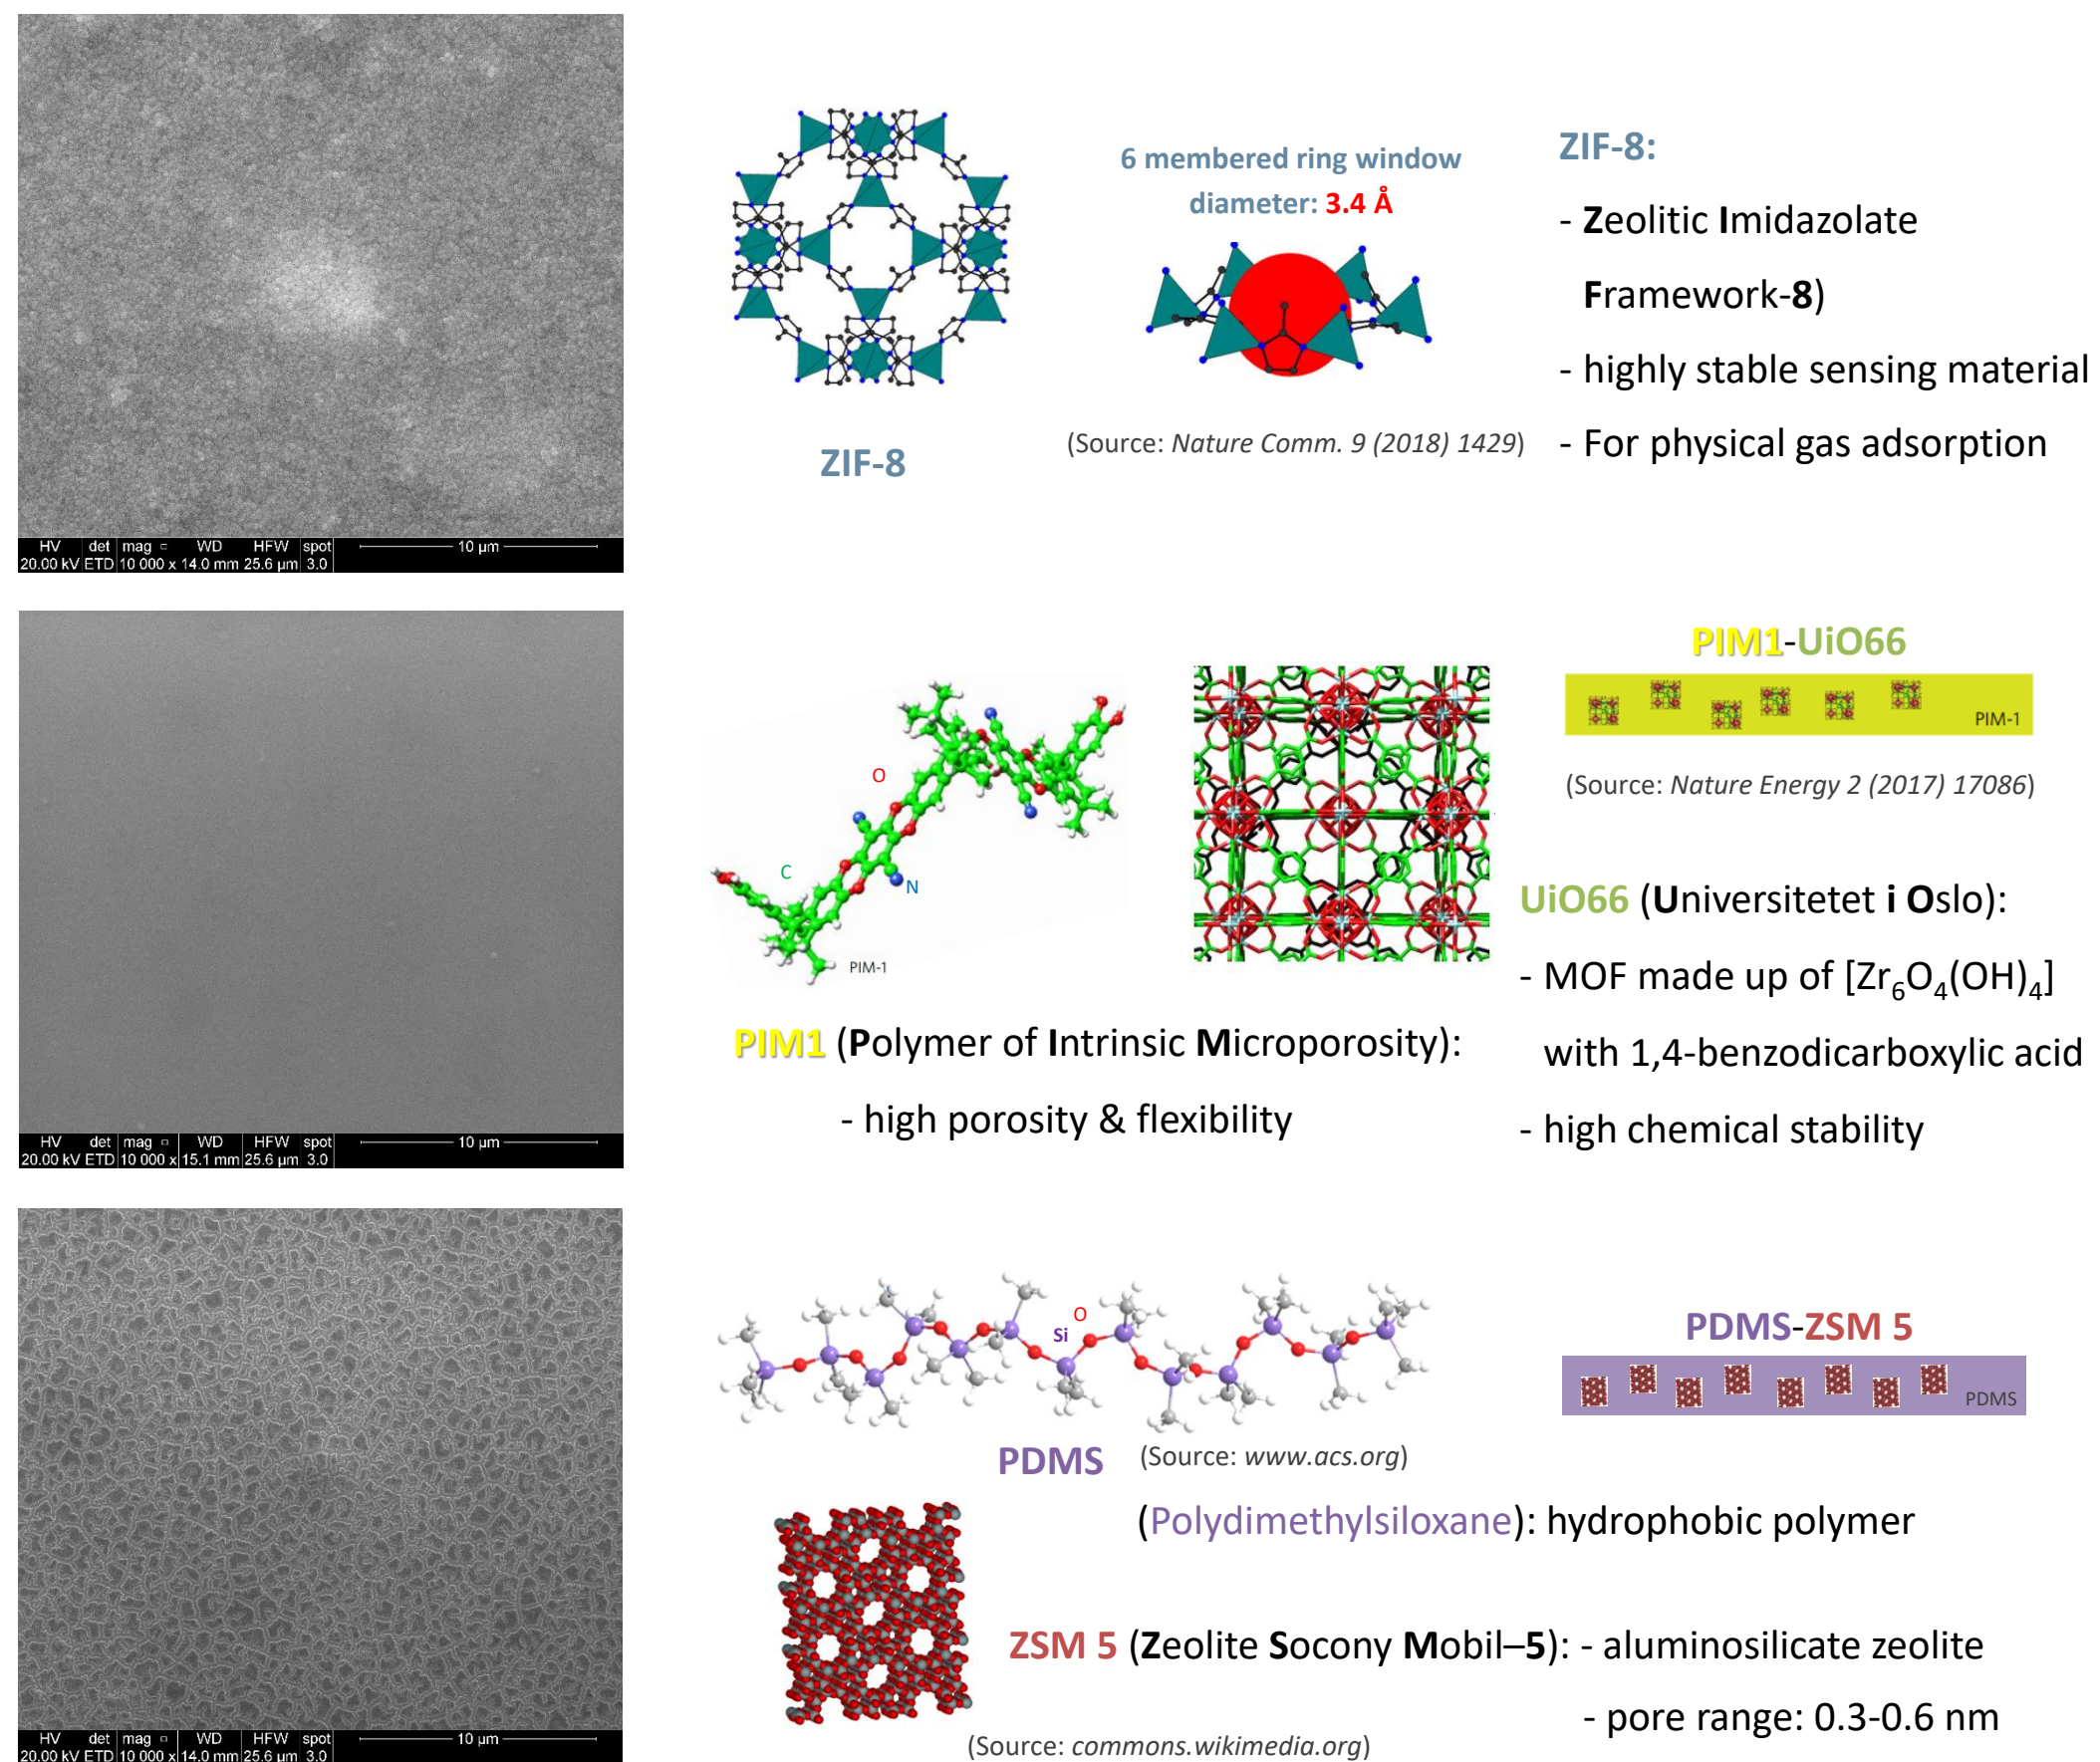 HV det mag □ WD HFW spot 10 µm
20.00 kV ETD 10 000 x 14.0 mm 25.6 µm 3.0
ZIF-8
6 membered ring window
diameter: 3.4 Å
(Source: Nature Comm. 9 (2018) 1429)
ZIF-8:
- Zeolitic Imidazolate
Framework-8)
- highly stable sensing material
- For physical gas adsorption
HV det mag □ WD HFW spot 10 µm
20.00 kV ETD 10 000 x 15.1 mm 25.6 µm 3.0
O
C
N
PIM-1
PIM1 (Polymer of Intrinsic Microporosity):
- high porosity & flexibility
PIM1-UiO66
PIM-1
(Source: Nature Energy 2 (2017) 17086)
UiO66 (Universitetet i Oslo):
- MOF made up of [Zr₆O₄(OH)₄]
with 1,4-benzodicarboxylic acid
- high chemical stability
HV det mag □ WD HFW spot 10 µm
20.00 kV ETD 10 000 x 14.0 mm 25.6 µm 3.0
O
Si
PDMS (Source: www.acs.org)
PDMS-ZSM 5
PDMS
(Polydimethylsiloxane): hydrophobic polymer
ZSM 5 (Zeolite Socony Mobil–5): - aluminosilicate zeolite
- pore range: 0.3-0.6 nm
(Source: commons.wikimedia.org)